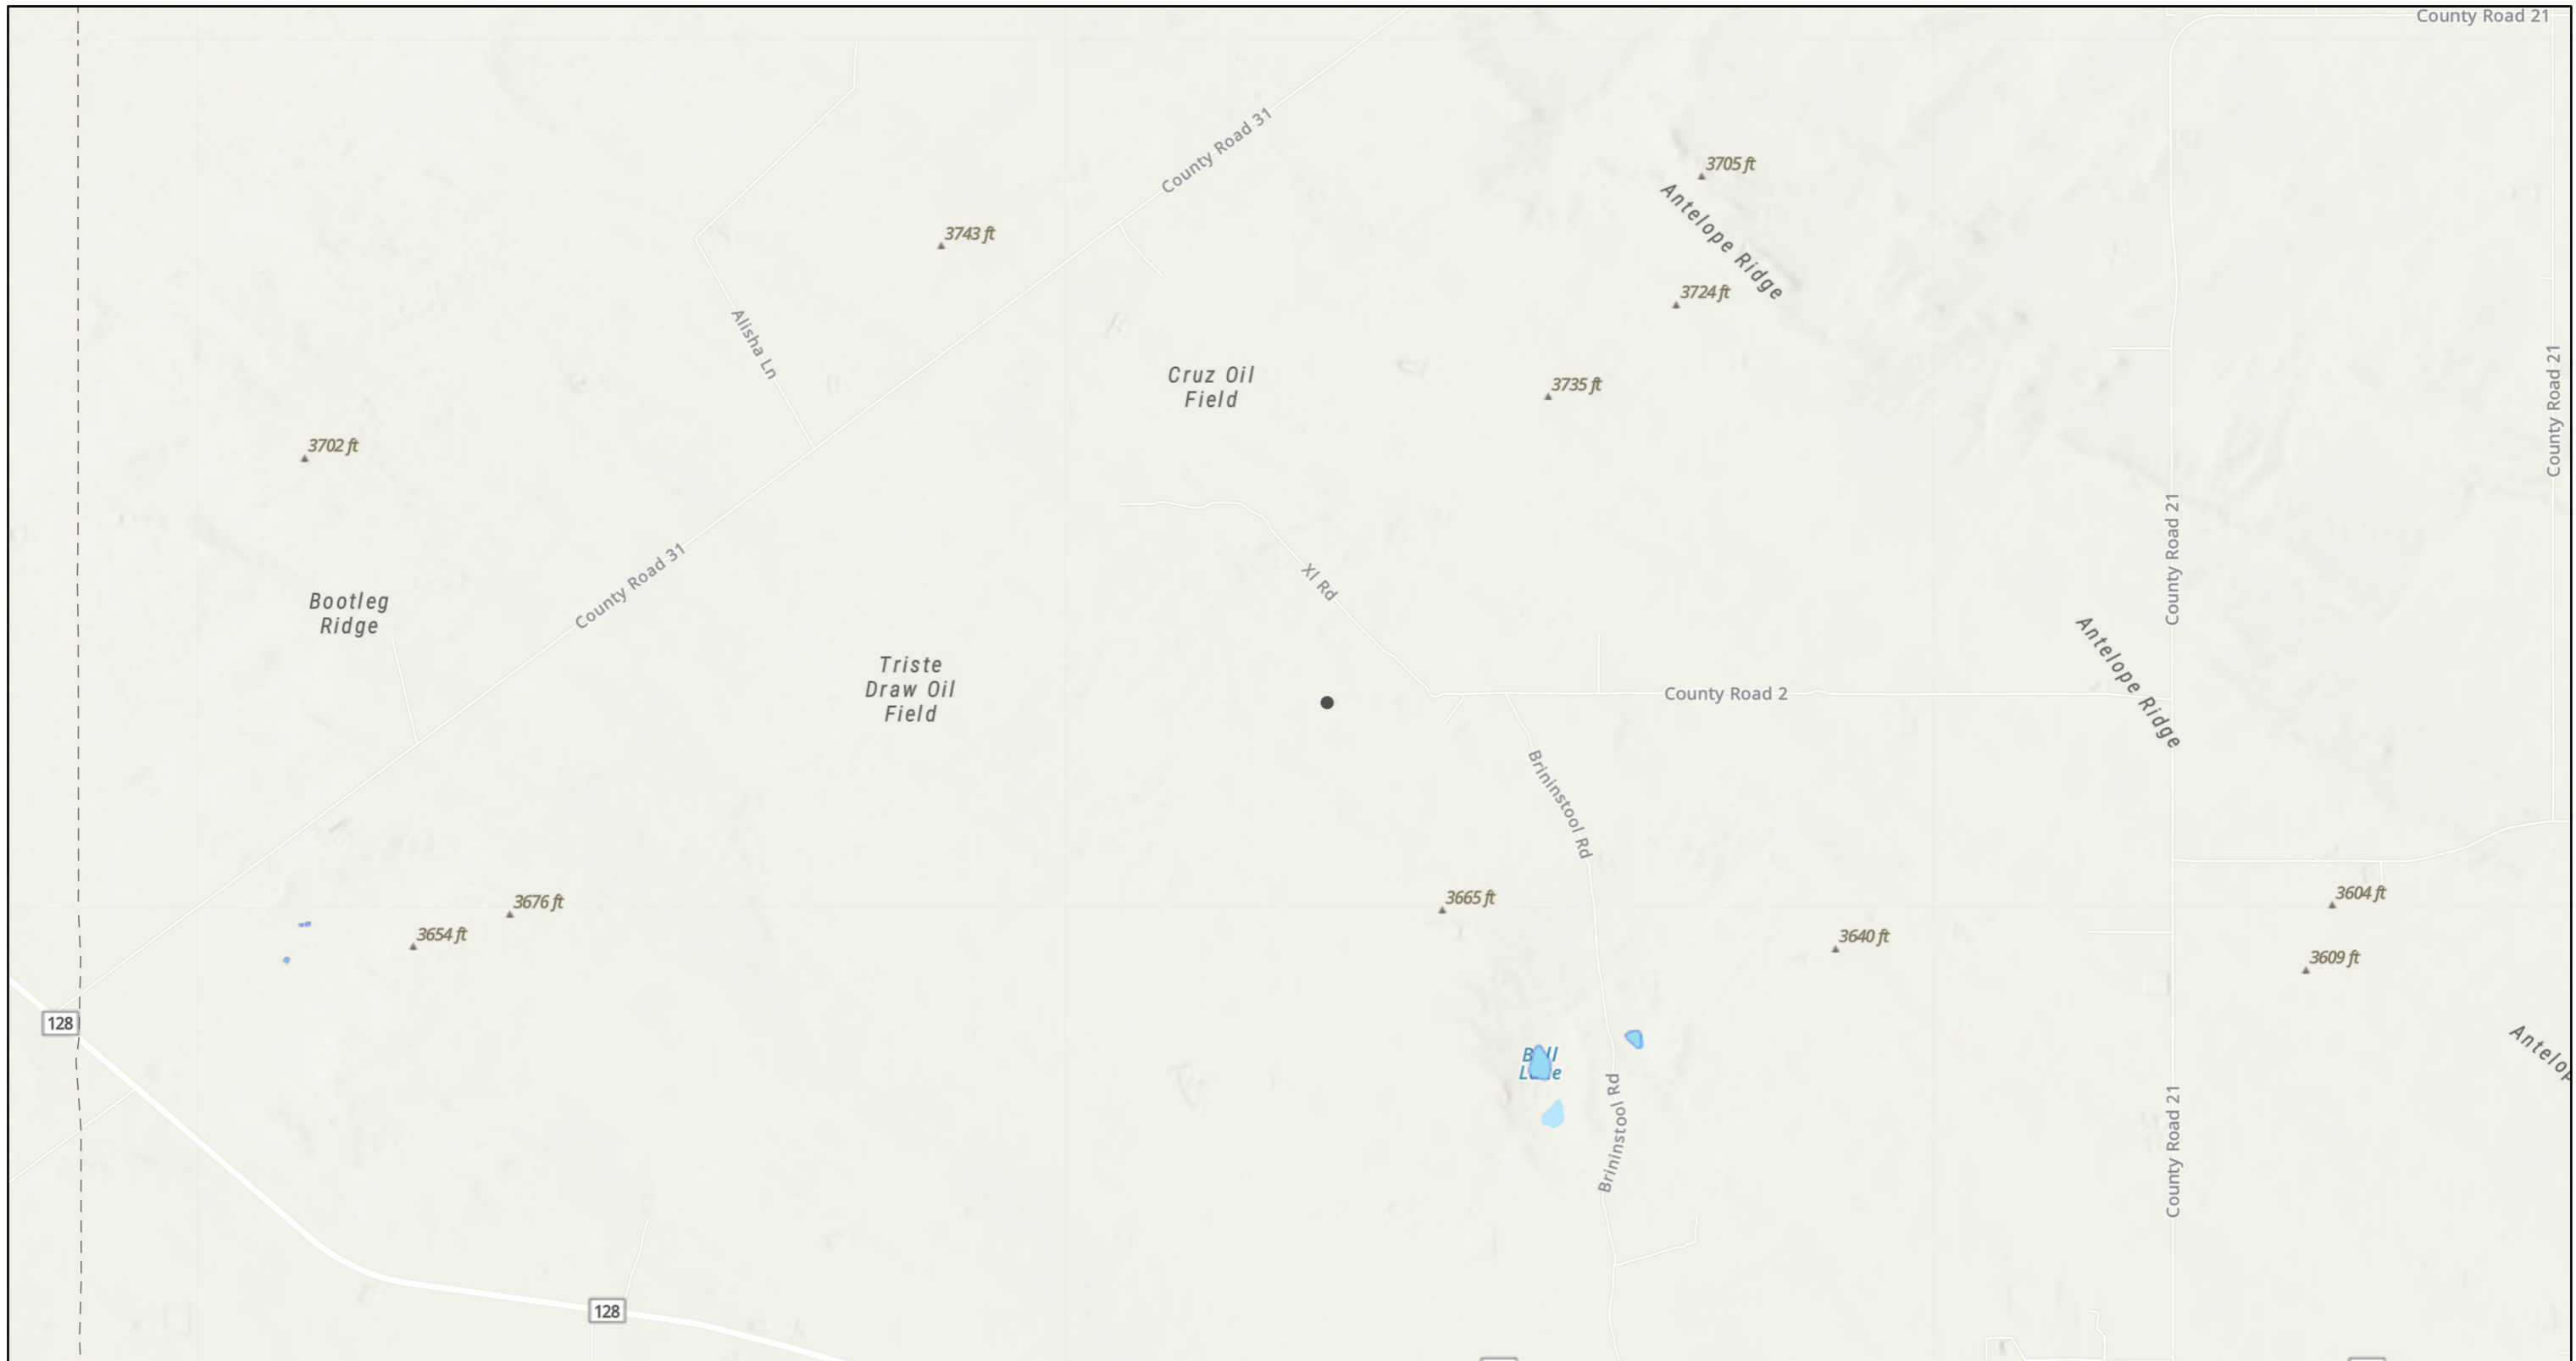 County Road 21
County Road 31
3705 ft
Antelope Ridge
3743 ft
3724 ft
Alisha Ln
Cruz Oil
Field
3735 ft
County Road 21
3702 ft
County Road 21
County Road 31
Xl Rd
Bootleg
Ridge
Triste
Draw Oil
Field
County Road 2
Antelope Ridge
Brininstool Rd
3665 ft
3604 ft
3676 ft
3654 ft
3640 ft
3609 ft
128
Antelop
Brininstool Rd
County Road 21
128